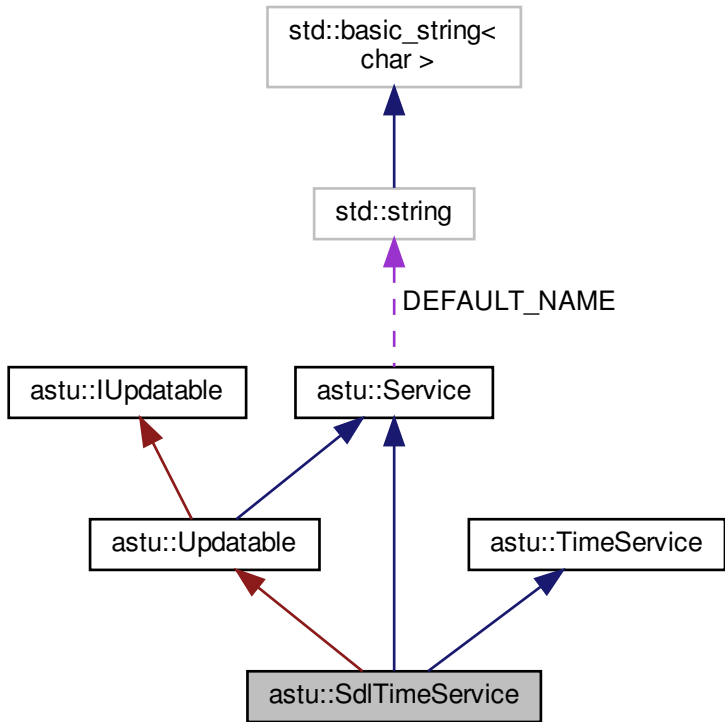 std::basic_string<
char >
std::string
DEFAULT_NAME
astu::IUpdatable
astu::Service
astu::Updatable
astu::TimeService
astu::SdlTimeService